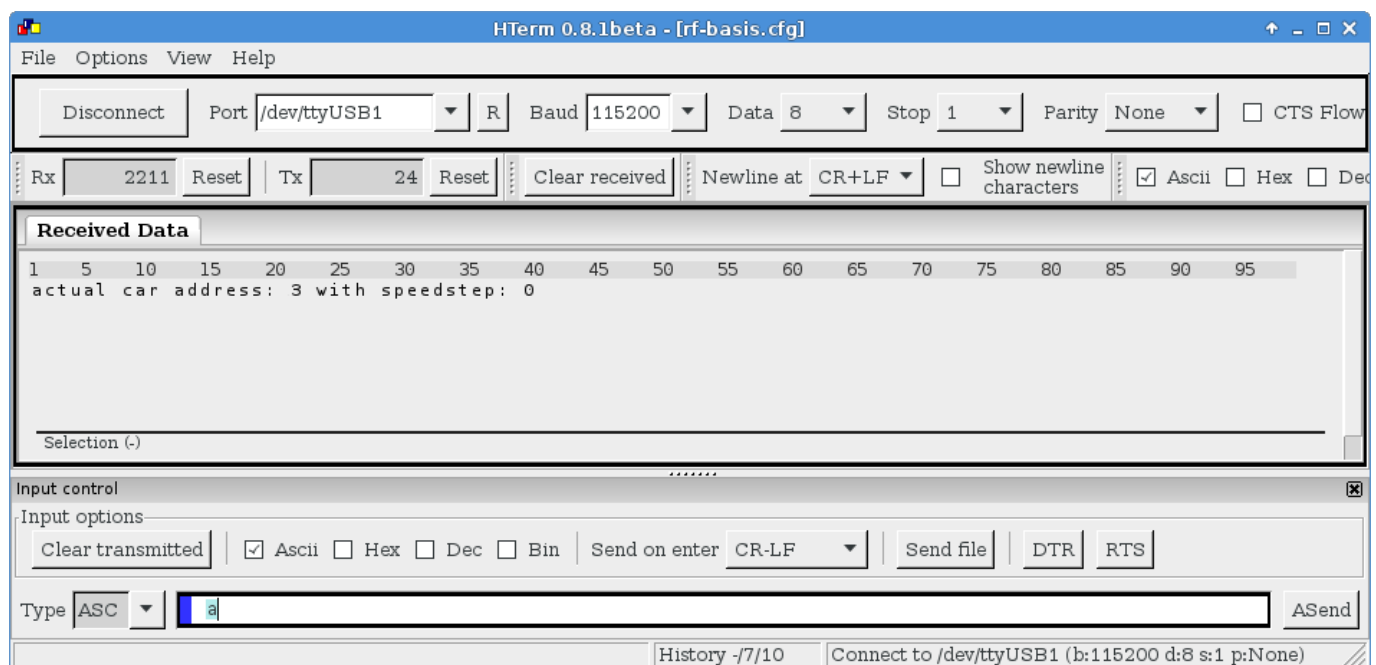 HTerm 0.8.1beta - [rf-basis.cfg]
File Options View Help
Disconnect Port /dev/ttyUSB1 R Baud 115200 Data 8 Stop 1 Parity None CTS Flow
Rx 2211 Reset Tx 24 Reset Clear received Newline at CR+LF Show newline characters Ascii Hex Dec
Received Data
1 5 10 15 20 25 30 35 40 45 50 55 60 65 70 75 80 85 90 95
actual car address: 3 with speedstep: 0
Selection (-)
Input control
Input options
Clear transmitted Ascii Hex Dec Bin Send on enter CR-LF Send file DTR RTS
Type ASC a ASend
History -/7/10 Connect to /dev/ttyUSB1 (b:115200 d:8 s:1 p:None)